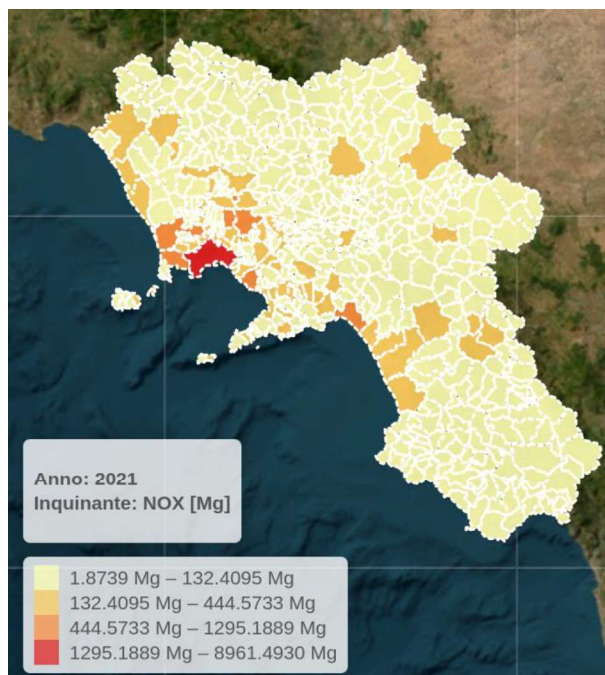 Anno: 2021
Inquinante: NOX [Mg]
1.8739 Mg – 132.4095 Mg
132.4095 Mg – 444.5733 Mg
444.5733 Mg – 1295.1889 Mg
1295.1889 Mg – 8961.4930 Mg